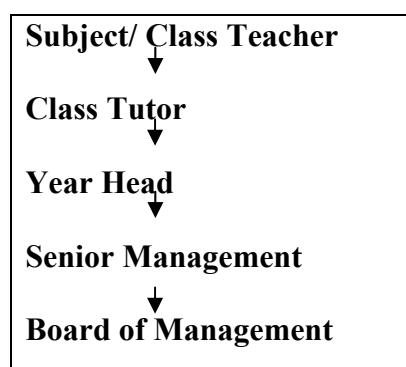 Subject/ Class Teacher
Class Tutor
Year Head
Senior Management
Board of Management